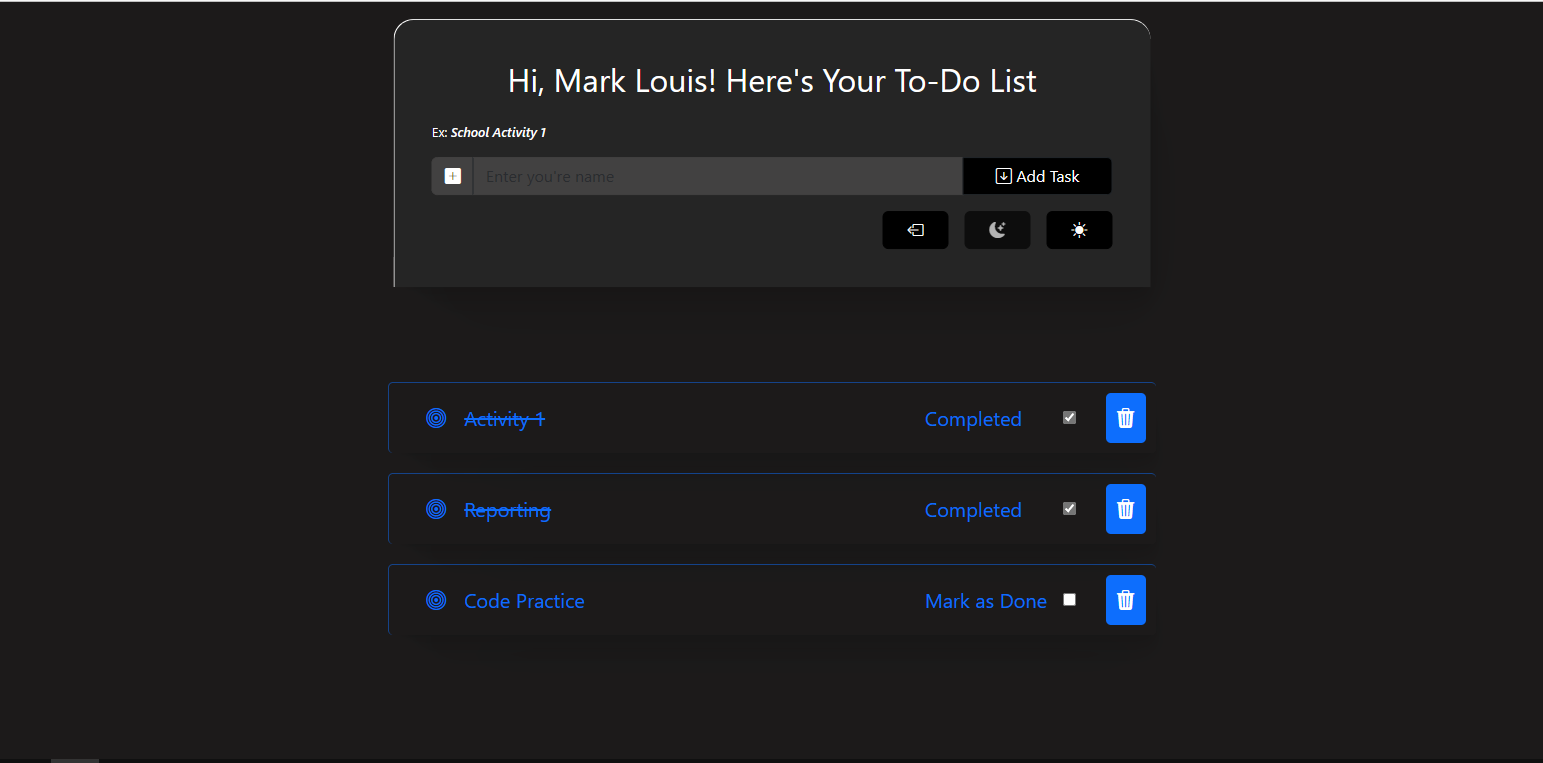 Hi, Mark Louis! Here's Your To-Do List
Ex: School Activity 1
Enter you're name
Add Task
Activity 1 Completed
Reporting Completed
Code Practice Mark as Done